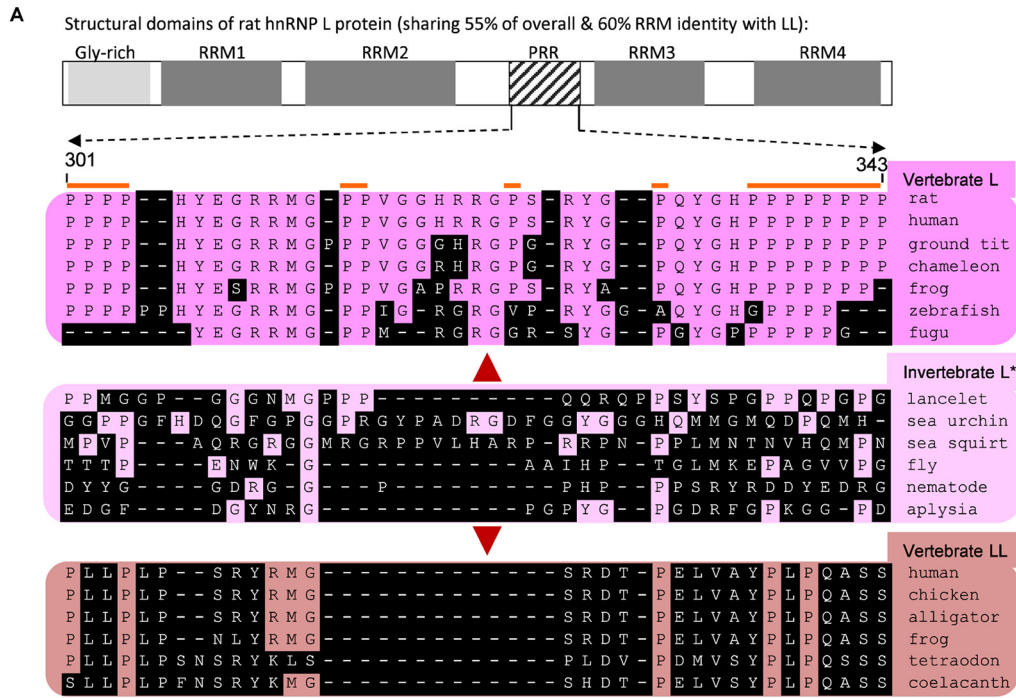 A
Structural domains of rat hnRNP L protein (sharing 55% of overall & 60% RRM identity with LL):
Gly-rich RRM1 RRM2 PRR RRM3 RRM4
301 343
Vertebrate L
P P P P - - H Y E G R R M G - P P V G G H R R G P S - R Y G - - P Q Y G H P P P P P P P P rat
P P P P - - H Y E G R R M G - P P V G G H R R G P S - R Y G - - P Q Y G H P P P P P P P P human
P P P P - - H Y E G R R M G P P P V G G G H R G P G - R Y G - - P Q Y G H P P P P P P P P ground tit
P P P P - - H Y E G R R M G - P P V G G R H R G P G - R Y G - - P Q Y G H P P P P P P P P chameleon
P P P P - - H Y E S R R M G P P P V G A P R R G P S - R Y A - - P Q Y G H P P P P P P P - frog
P P P P P P H Y E G R R M G - P P I G - R G R G V P - R Y G G - A Q Y G H G P P P P - - - zebrafish
- - - - - - - Y E G R R M G - P P M - - R G R G G R - S Y G - - P G Y G P P P P P P G - - fugu
Invertebrate L*
P P M G G P - - G G G N M G P P P - - - - - - - - - - Q Q R Q P P S Y S P G P P Q P G P G lancelet
G G P P G F H D Q G F G P G G P R G Y P A D R G D F G G Y G G G H Q M M G M Q D P Q M H - sea urchin
M P V P - - - A Q R G R G G M R G R P P V L H A R P - R R P N - P P L M N T N V H Q M P N sea squirt
T T T P - - - - E N W K - G - - - - - - - - - - - A A I H P - - T G L M K E P A G V V P G fly
D Y Y G - - - - G D R G - G - - - P - - - - - - - - - P H P - - P P S R Y R D D Y E D R G nematode
E D G F - - - - D G Y N R G - - - - - - - - - - - P G P Y G - - P G D R F G P K G G - P D aplysia
Vertebrate LL
P L L P L P - - S R Y R M G - - - - - - - - - - - - - S R D T - P E L V A Y P L P Q A S S human
P L L P L P - - S R Y R M G - - - - - - - - - - - - - S R D T - P E L V A Y P L P Q A S S chicken
P L L P L P - - S R Y R M G - - - - - - - - - - - - - S R D T - P E L V A Y P L P Q A S S alligator
P L L P L P - - N L Y R M G - - - - - - - - - - - - - S R D T - P E L V A Y P L P Q A S S frog
P L L P L P S N S R Y K L S - - - - - - - - - - - - - P L D V - P D M V S Y P L P Q S S S tetraodon
S L L P L P F N S R Y K M G - - - - - - - - - - - - - S H D T - P E L V S Y P L P Q A S S coelacanth